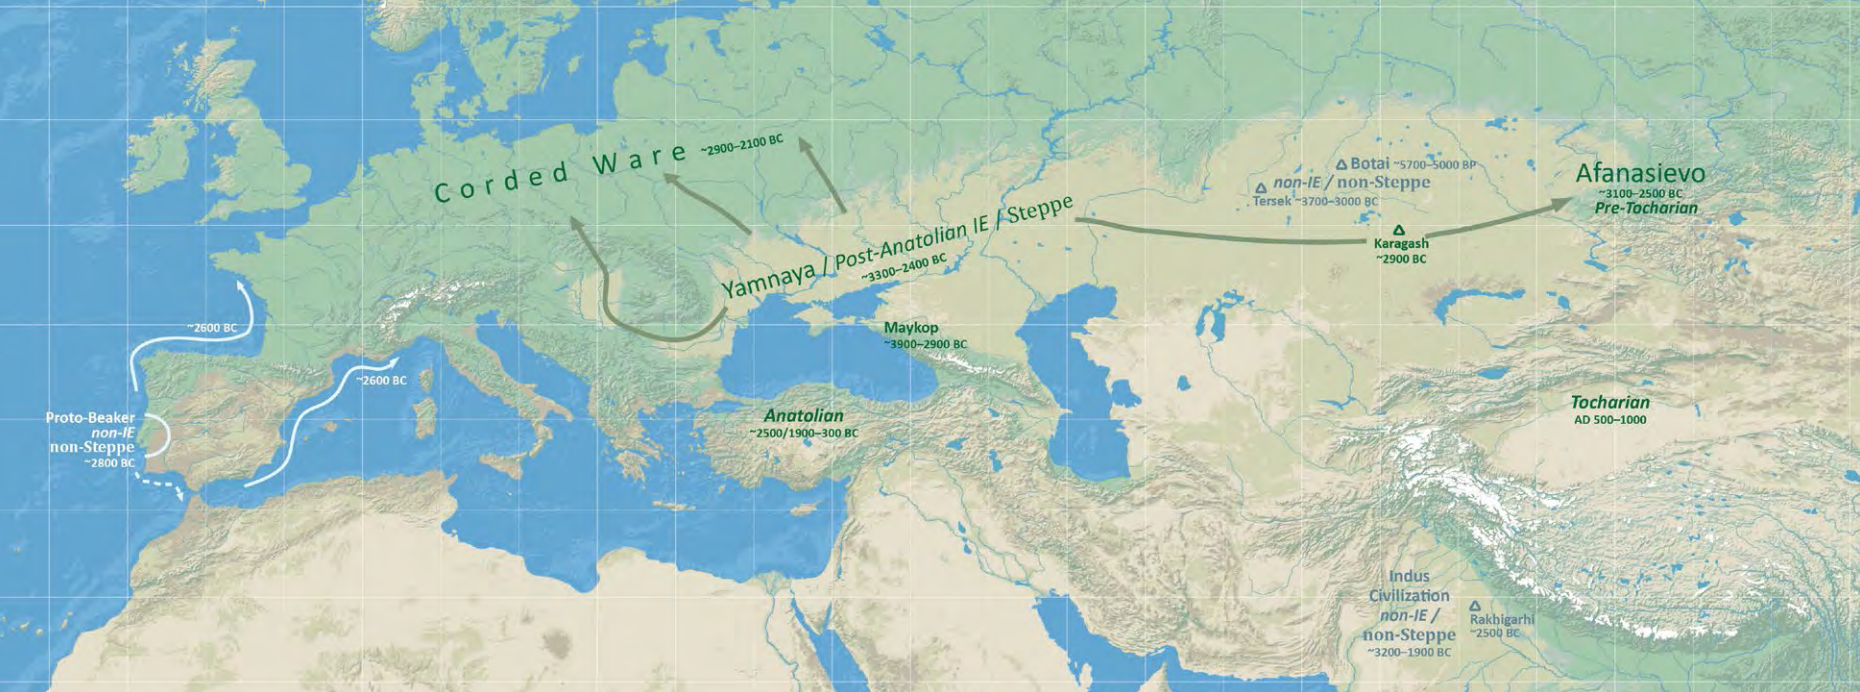 Corded Ware ~2900–2100 BC
Botai ~5700–5000 BP
non-IE / non-Steppe
Tersek ~3700–3000 BC
Afanasievo
~3100–2500 BC
Pre-Tocharian
Yamnaya / Post-Anatolian IE / Steppe
~3300–2400 BC
Karagash
~2900 BC
~2600 BC
Maykop
~3900–2900 BC
~2600 BC
Proto-Beaker
non-IE
non-Steppe
~2800 BC
Anatolian
~2500/1900–300 BC
Tocharian
AD 500–1000
Indus
Civilization
non-IE /
non-Steppe
~3200–1900 BC
Rakhigarhi
~2500 BC